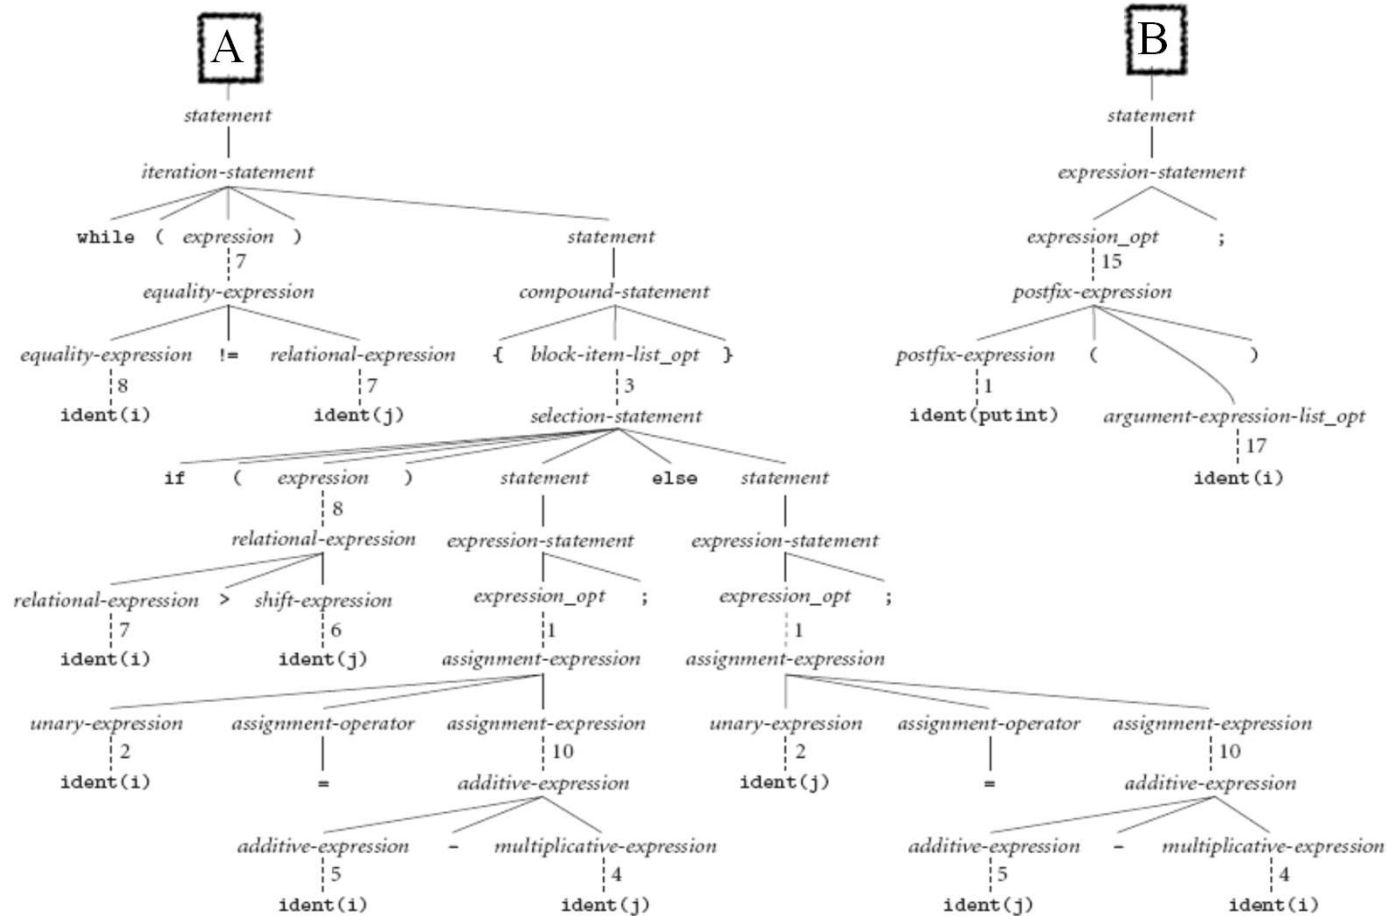 A B
statement statement
iteration-statement expression-statement
while ( expression ) statement expression_opt ;
7 15
equality-expression compound-statement postfix-expression
equality-expression != relational-expression { block-item-list_opt } postfix-expression ( )
8 7 3 1
ident(i) ident(j) selection-statement ident(putint) argument-expression-list_opt
17
if ( expression ) statement else statement ident(i)
8
relational-expression expression-statement expression-statement
relational-expression > shift-expression expression_opt ; expression_opt ;
7 6 1 1
ident(i) ident(j) assignment-expression assignment-expression
unary-expression assignment-operator assignment-expression unary-expression assignment-operator assignment-expression
2 10 2 10
ident(i) = additive-expression ident(j) = additive-expression
additive-expression - multiplicative-expression additive-expression - multiplicative-expression
5 4 5 4
ident(i) ident(j) ident(j) ident(i)